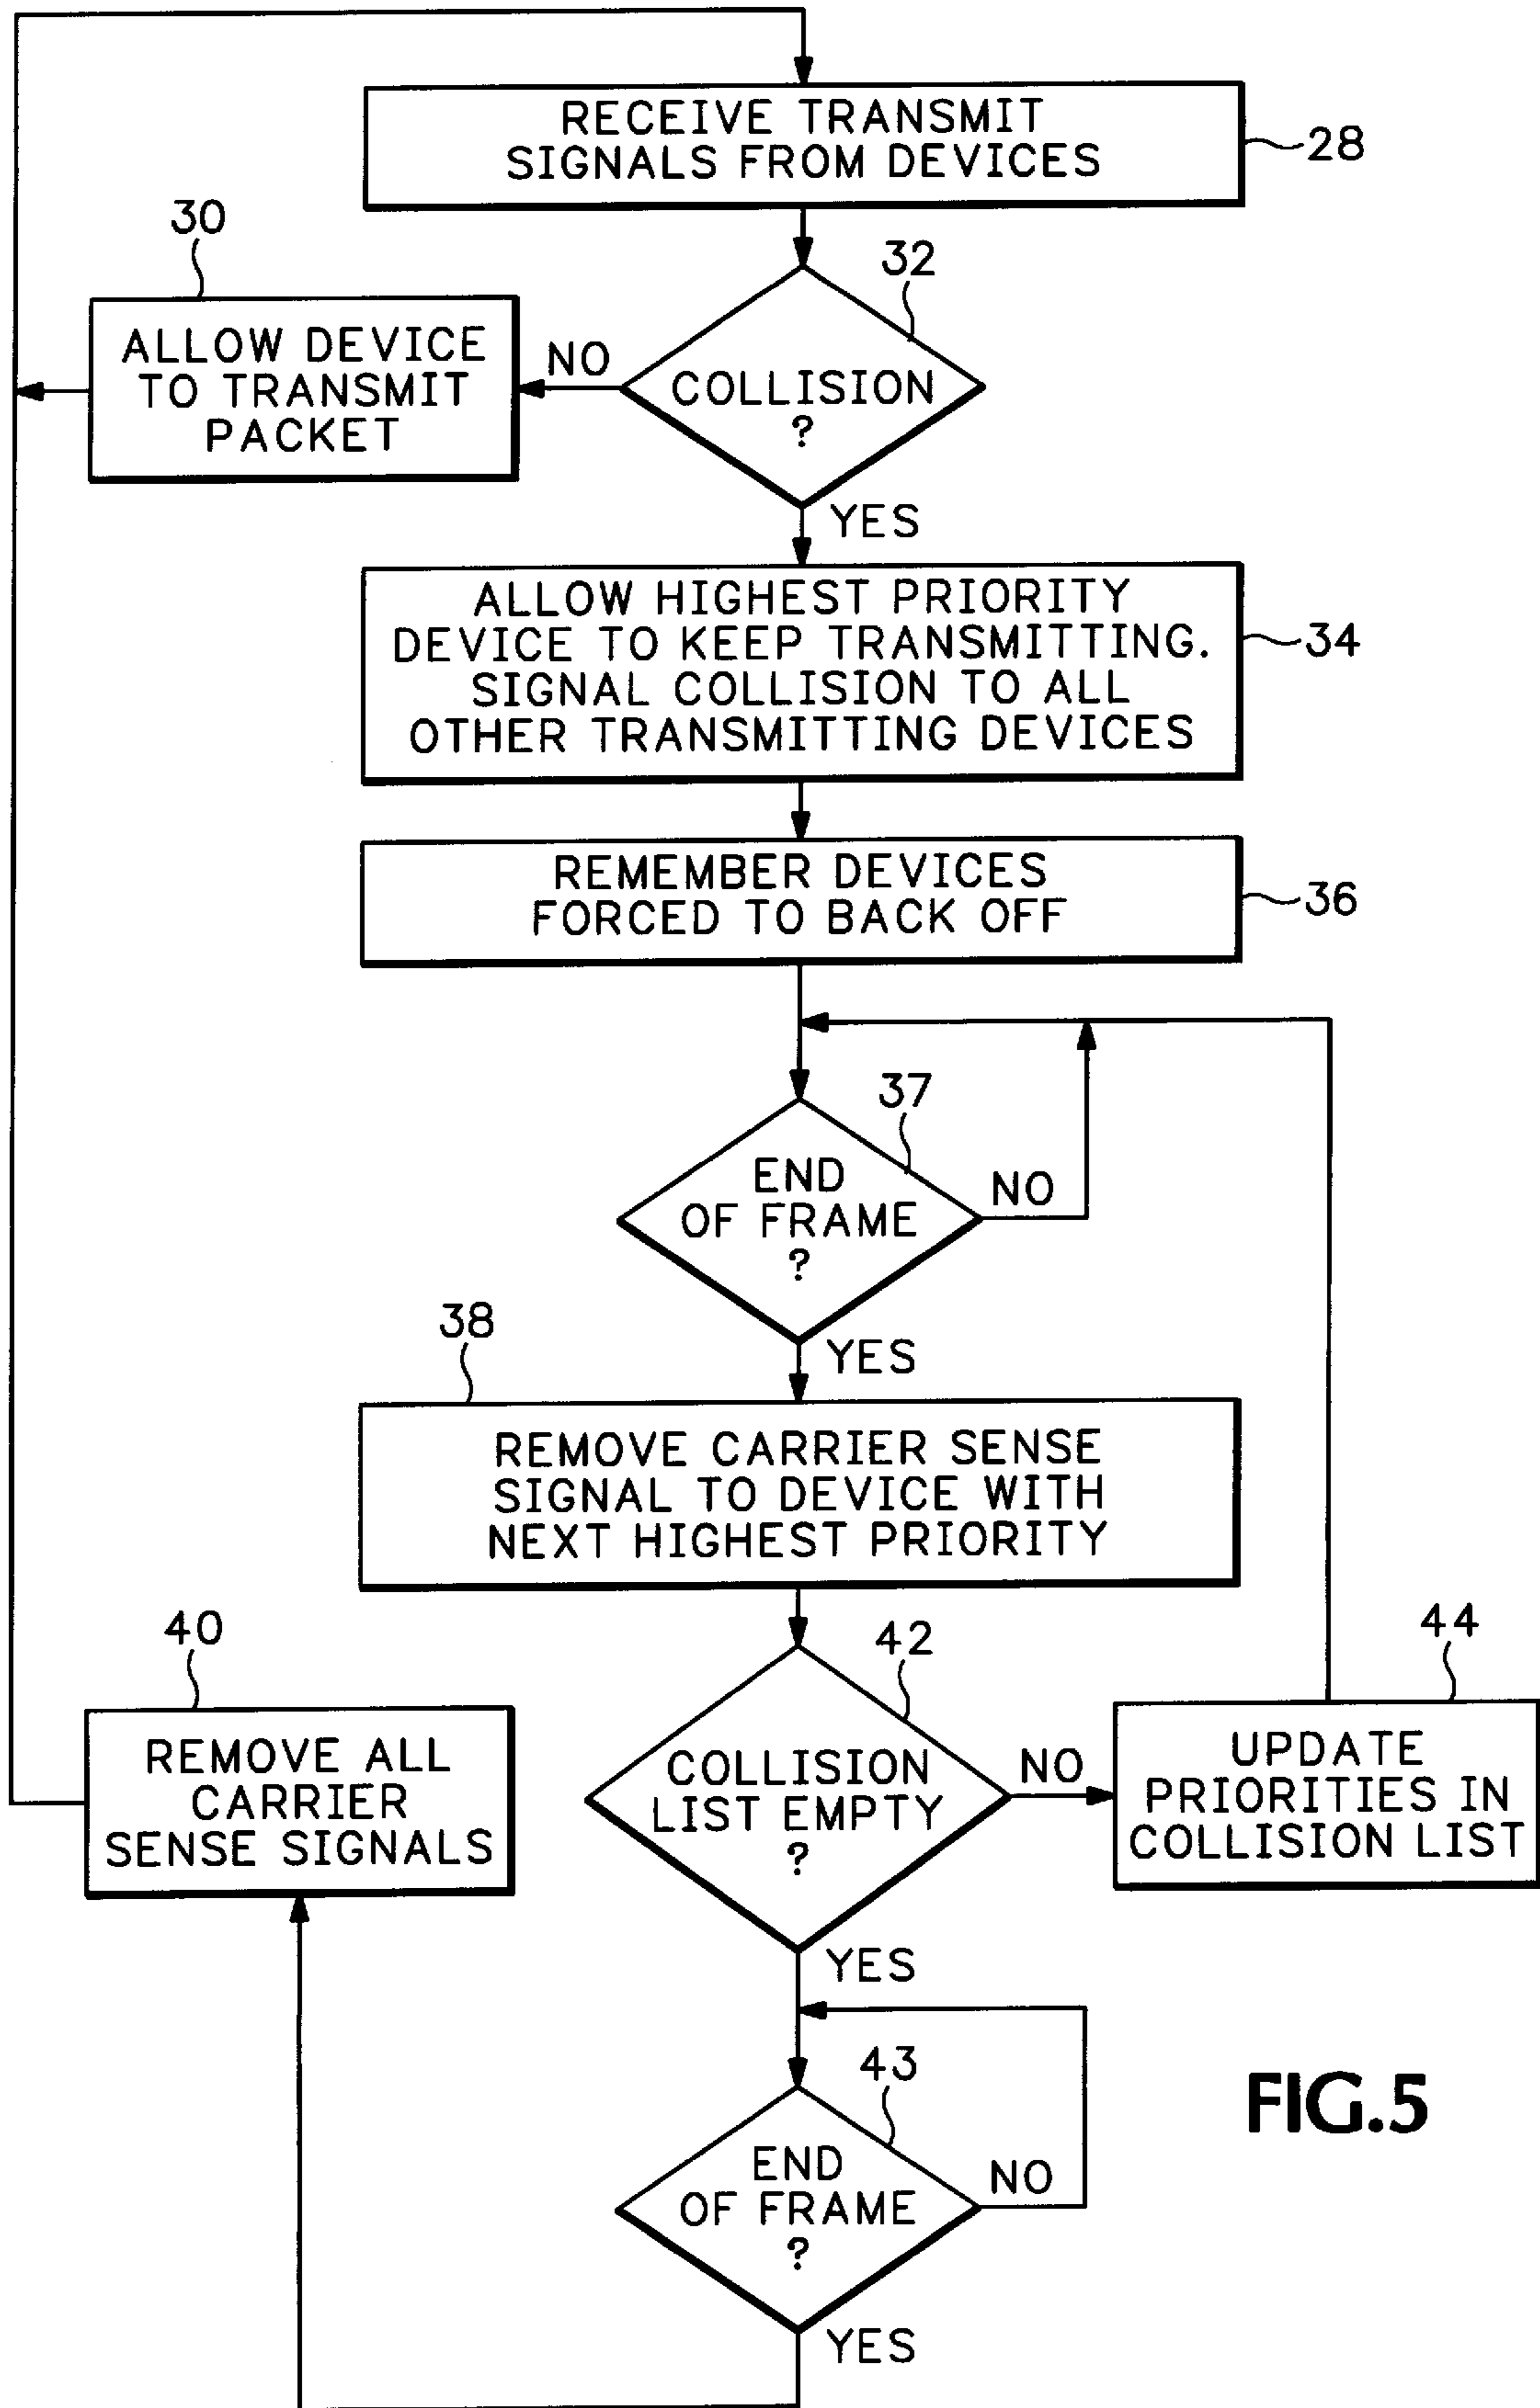 RECEIVE TRANSMIT
SIGNALS FROM DEVICES
28
30
32
ALLOW DEVICE
TO TRANSMIT
PACKET
NO
COLLISION
?
YES
ALLOW HIGHEST PRIORITY
DEVICE TO KEEP TRANSMITTING.
SIGNAL COLLISION TO ALL
OTHER TRANSMITTING DEVICES
34
REMEMBER DEVICES
FORCED TO BACK OFF
36
37
END
OF FRAME
?
NO
YES
38
REMOVE CARRIER SENSE
SIGNAL TO DEVICE WITH
NEXT HIGHEST PRIORITY
40
42
44
REMOVE ALL
CARRIER
SENSE SIGNALS
COLLISION
LIST EMPTY
?
NO
UPDATE
PRIORITIES IN
COLLISION LIST
YES
43
END
OF FRAME
?
NO
YES
FIG.5